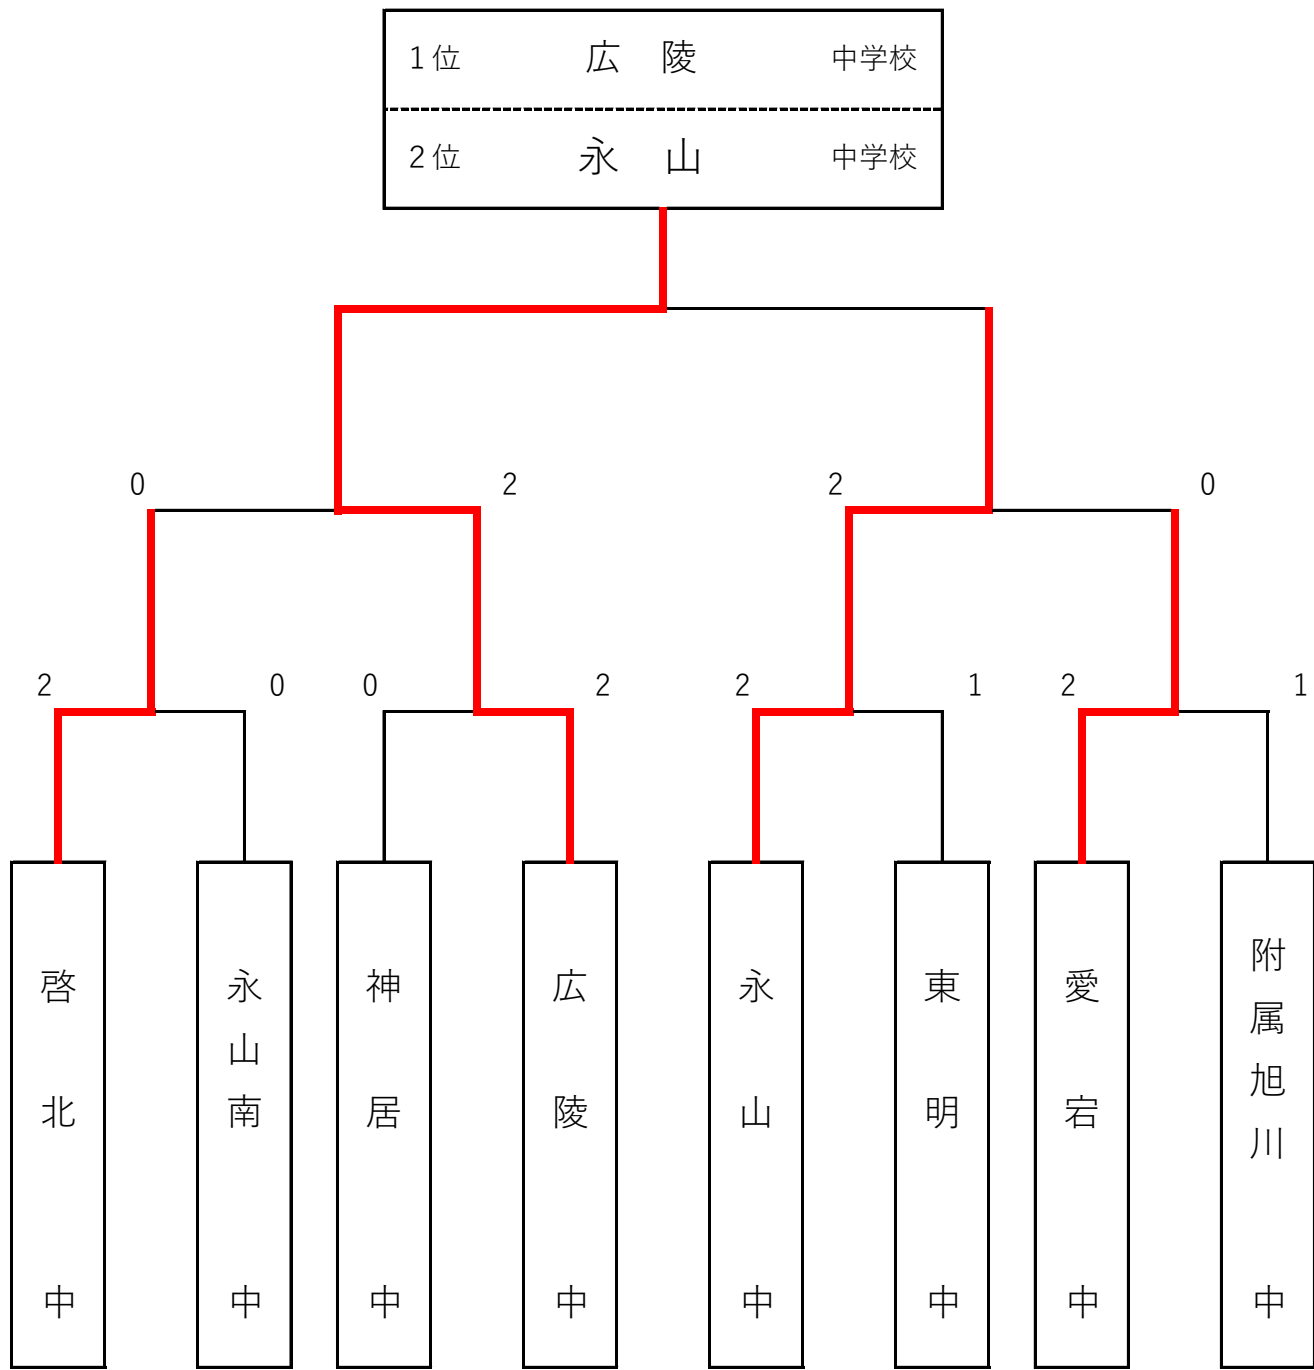 1位 広陵 中学校
2位 永山 中学校
0 2 2 0
2 0 0 2 2 1 2 1
啓北中
永山南中
神居中
広陵中
永山中
東明中
愛宕中
附属旭川中